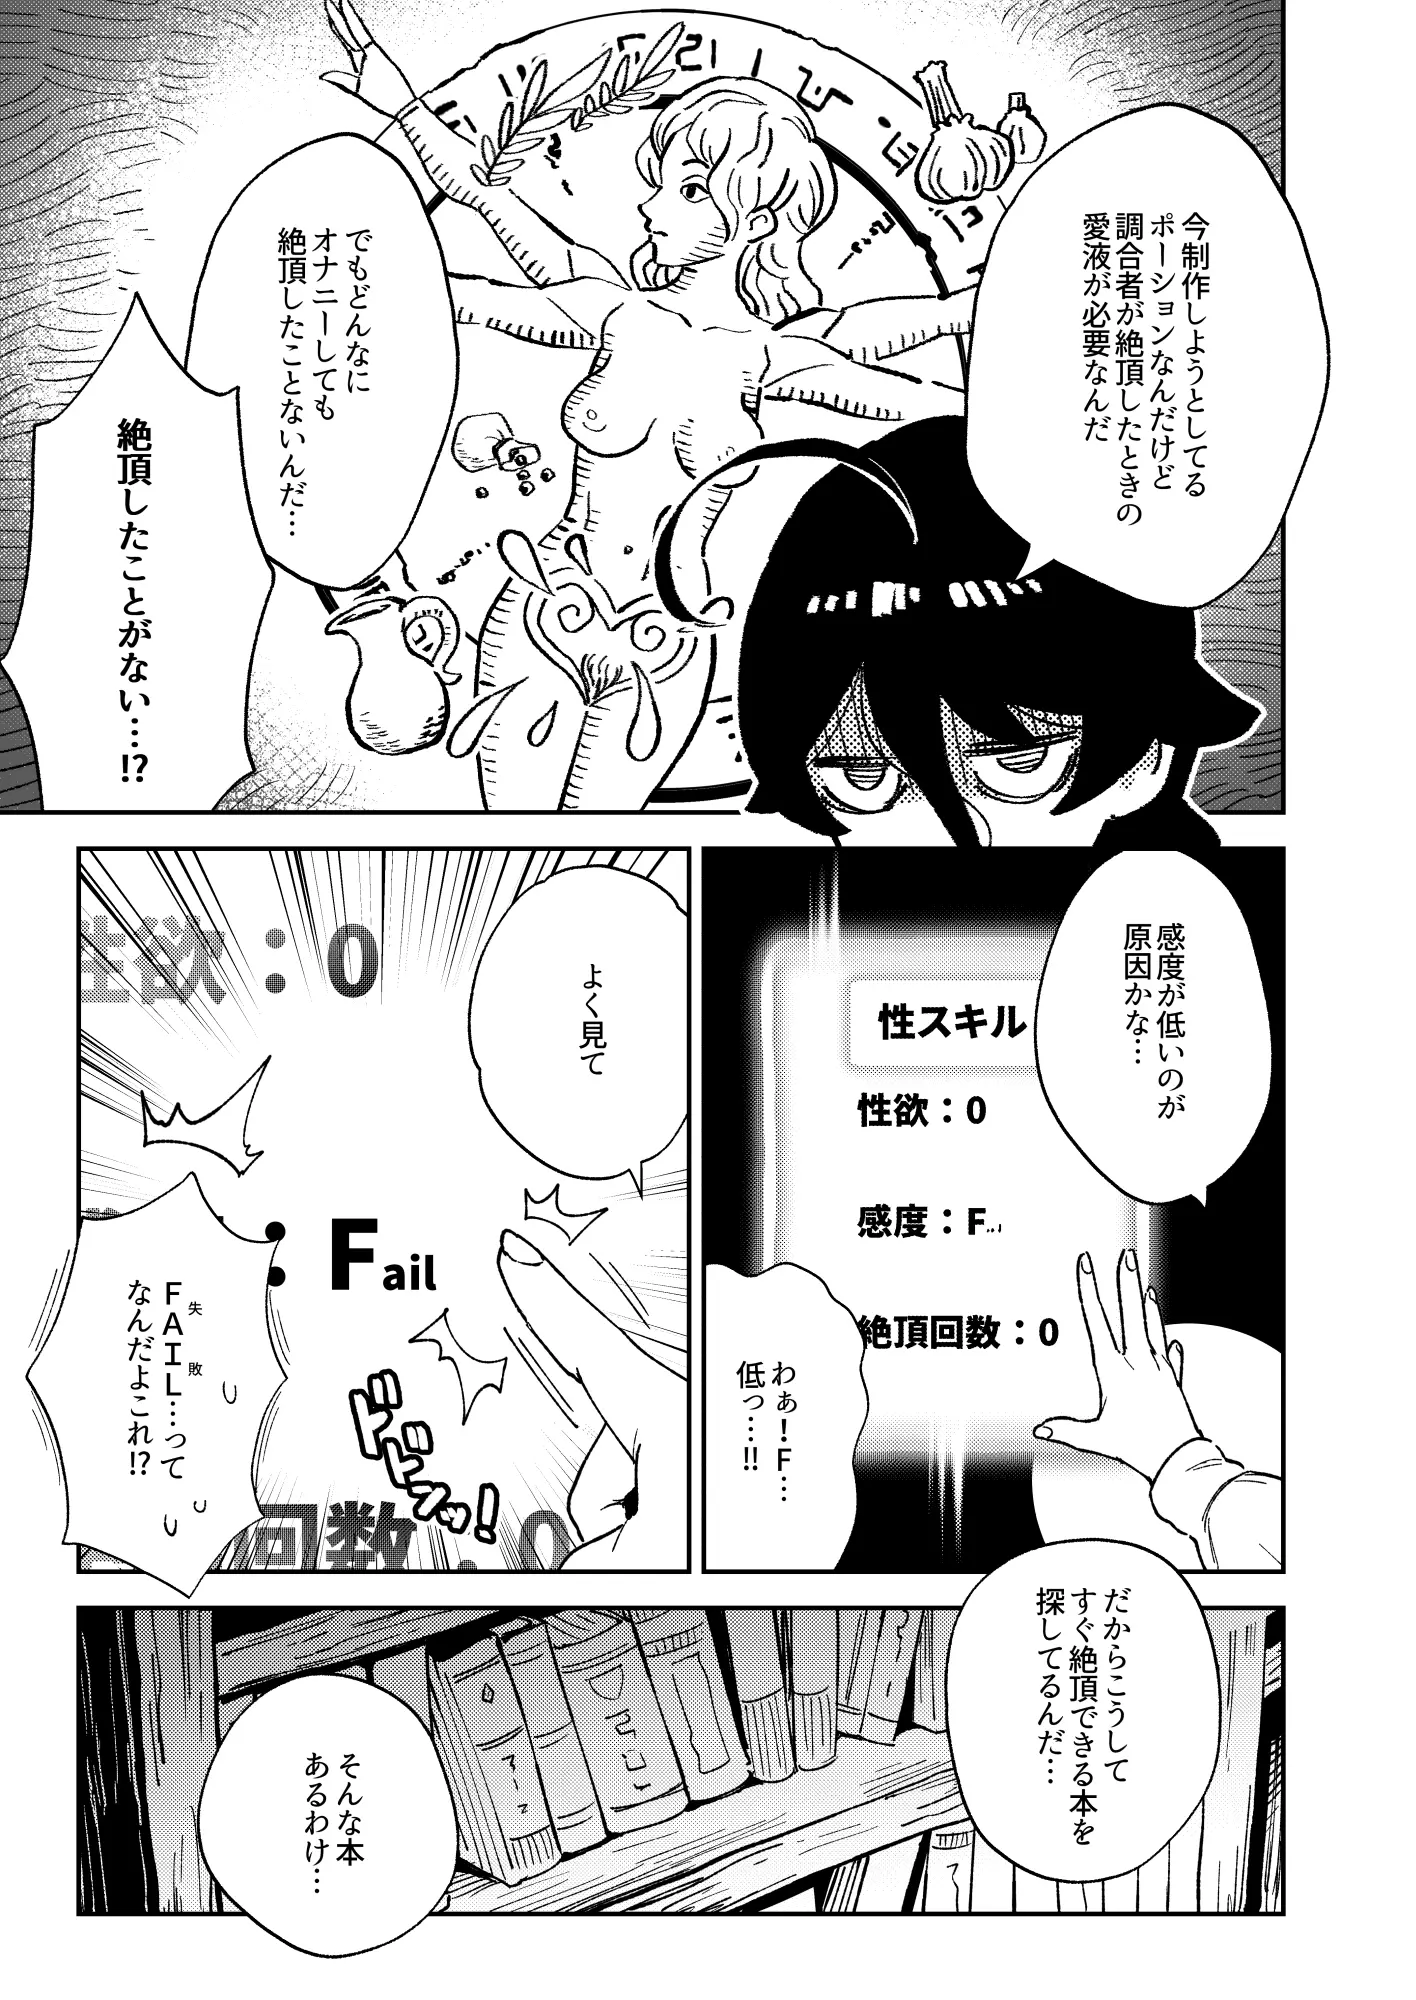 今制作しようとしてる
ポーションなんだけど
調合者が絶頂したときの
愛液が必要なんだ
でもどんなに
オナニーしても
絶頂したことないんだ…
絶頂したことがない…⁉
感度が低いのが
原因かな…
性スキル
性欲：0
感度：F
絶頂回数：0
わぁ！F…
低っ…‼
よく見て
性欲：0
：Fail
回数：0
ドドドンッ！
失敗
FAIL…って
なんだよこれ⁉
だからこうして
すぐ絶頂できる本を
探してるんだ…
そんな本
あるわけ…